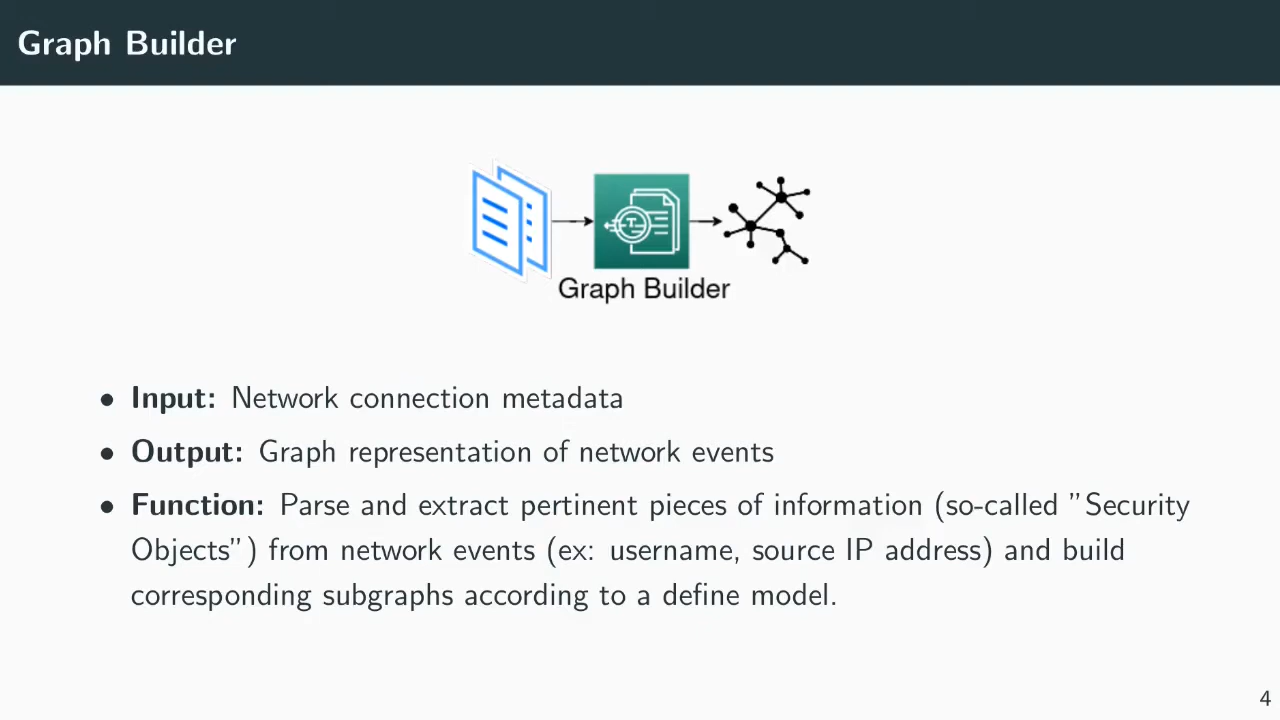 Graph Builder
Graph Builder
• Input: Network connection metadata
• Output: Graph representation of network events
• Function: Parse and extract pertinent pieces of information (so-called ”Security
Objects”) from network events (ex: username, source IP address) and build
corresponding subgraphs according to a define model.
4